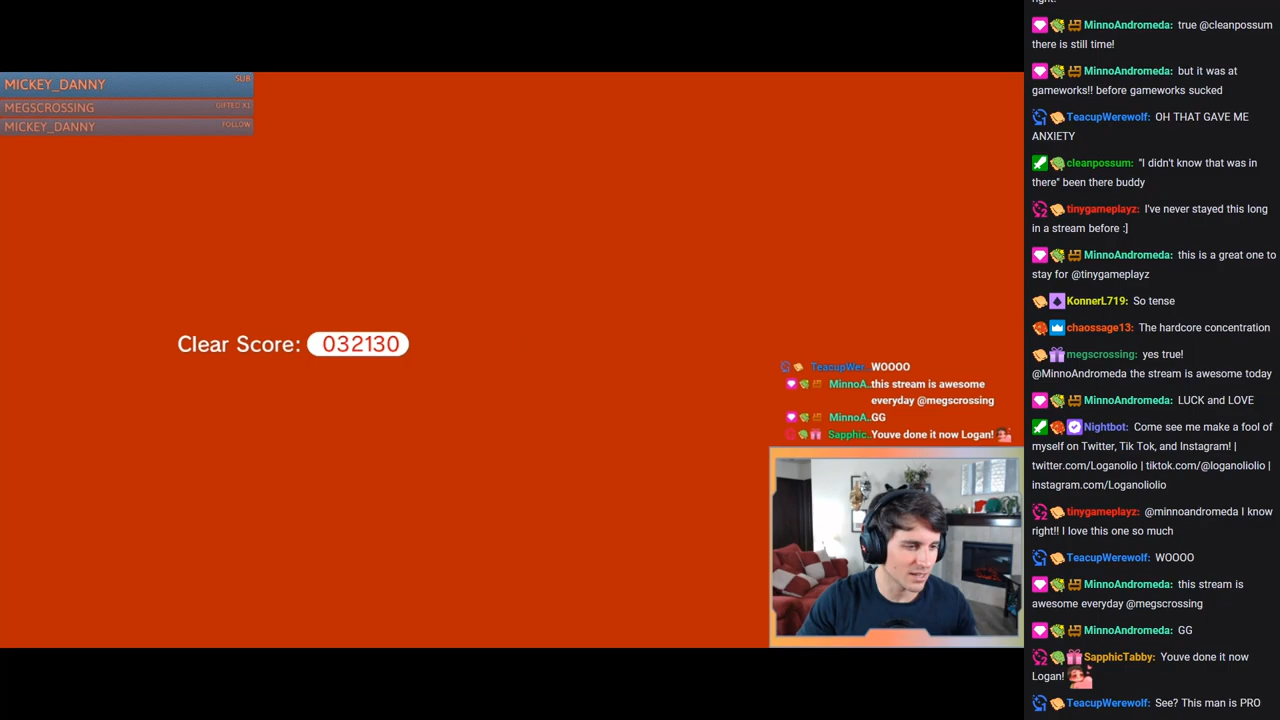 MICKEY_DANNY SUB
MEGSCROSSING GIFTED X1
MICKEY_DANNY FOLLOW
Clear Score: 032130
TeacupWer..WOOOO
MinnoA..this stream is awesome
everyday @megscrossing
MinnoA..GG
Sapphic..Youve done it now Logan!
right!
MinnoAndromeda: true @cleanpossum
there is still time!
MinnoAndromeda: but it was at
gameworks!! before gameworks sucked
TeacupWerewolf: OH THAT GAVE ME
ANXIETY
cleanpossum: "I didn't know that was in
there" been there buddy
tinygameplayz: I've never stayed this long
in a stream before :]
MinnoAndromeda: this is a great one to
stay for @tinygameplayz
KonnerL719: So tense
chaossage13: The hardcore concentration
megscrossing: yes true!
@MinnoAndromeda the stream is awesome today
MinnoAndromeda: LUCK and LOVE
Nightbot: Come see me make a fool of
myself on Twitter, Tik Tok, and Instagram! |
twitter.com/Loganolio | tiktok.com/@loganoliolio |
instagram.com/Loganoliolio
tinygameplayz: @minnoandromeda I know
right!! I love this one so much
TeacupWerewolf: WOOOO
MinnoAndromeda: this stream is
awesome everyday @megscrossing
MinnoAndromeda: GG
SapphicTabby: Youve done it now
Logan!
TeacupWerewolf: See? This man is PRO